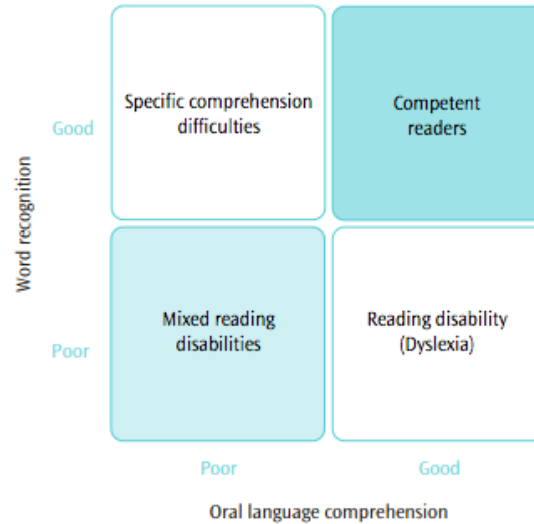 Specific comprehension
difficulties
Competent
readers
Good
Word recognition
Mixed reading
disabilities
Reading disability
(Dyslexia)
Poor
Poor
Good
Oral language comprehension